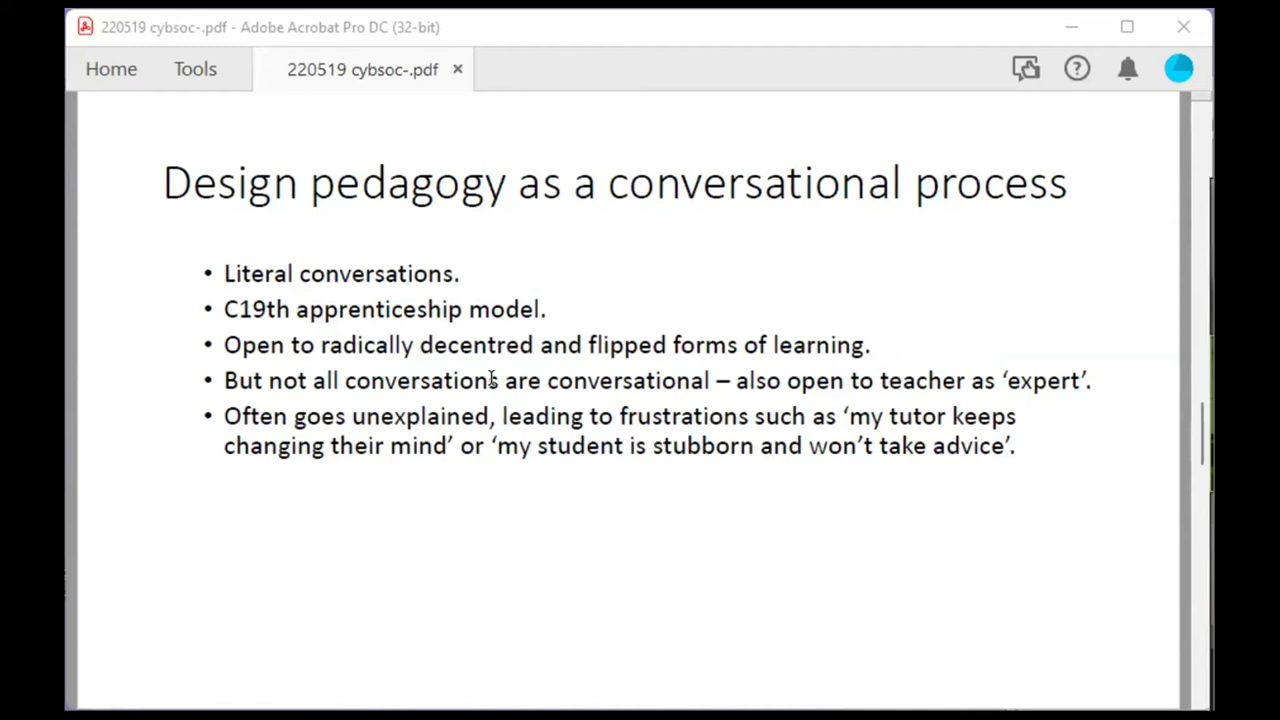 220519 cybsoc-.pdf - Adobe Acrobat Pro DC (32-bit)
Home Tools 220519 cybsoc-.pdf
Design pedagogy as a conversational process
• Literal conversations.
• C19th apprenticeship model.
• Open to radically decentred and flipped forms of learning.
• But not all conversations are conversational – also open to teacher as ‘expert’.
• Often goes unexplained, leading to frustrations such as ‘my tutor keeps
changing their mind’ or ‘my student is stubborn and won’t take advice’.